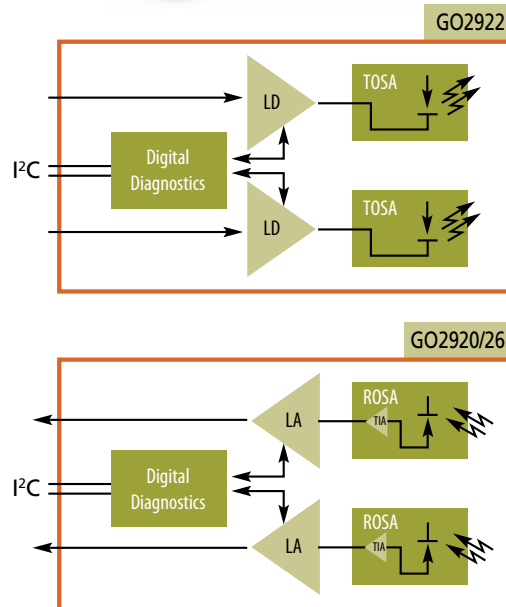 GO2922
TOSA
LD
Digital
Diagnostics
I²C
TOSA
LD
GO2920/26
ROSA
TIA
LA
Digital
Diagnostics
I²C
ROSA
TIA
LA